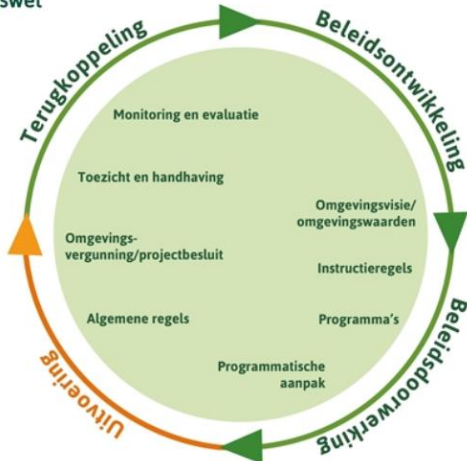 swet
Terugkoppeling
Beleidsontwikkeling
Monitoring en evaluatie
Toezicht en handhaving
Omgevingsvisie/
omgevingswaarden
Omgevings-
vergunning/projectbesluit
Instructieregels
Algemene regels
Programma's
Programmatische
aanpak
Uitvoering
Beleidsdoorwerking